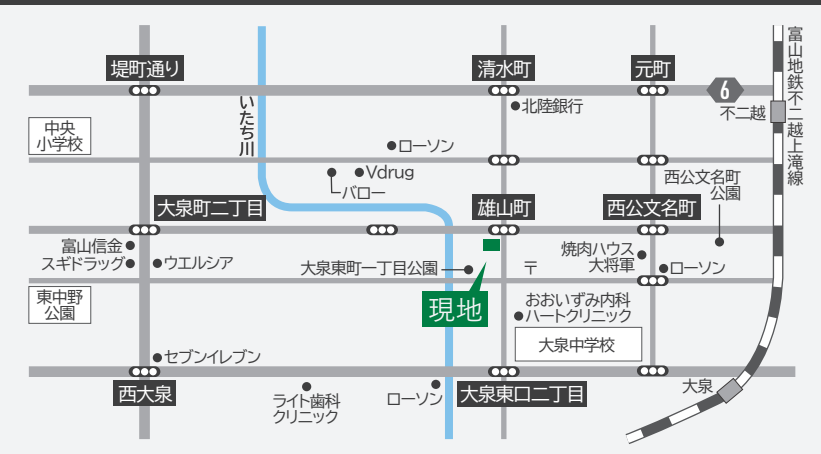 堤町通り
清水町
元町
6
不二越
富山地鉄不二越上滝線
北陸銀行
いたち川
中央
小学校
ローソン
Vdrug
バロー
西公文名町
公園
大泉町二丁目
雄山町
西公文名町
富山信金
スギドラッグ
ウエルシア
大泉東町一丁目公園
〒
焼肉ハウス
大将軍
ローソン
東中野
公園
現地
おおいずみ内科
ハートクリニック
大泉中学校
セブンイレブン
西大泉
ライト歯科
クリニック
ローソン
大泉東口二丁目
大泉